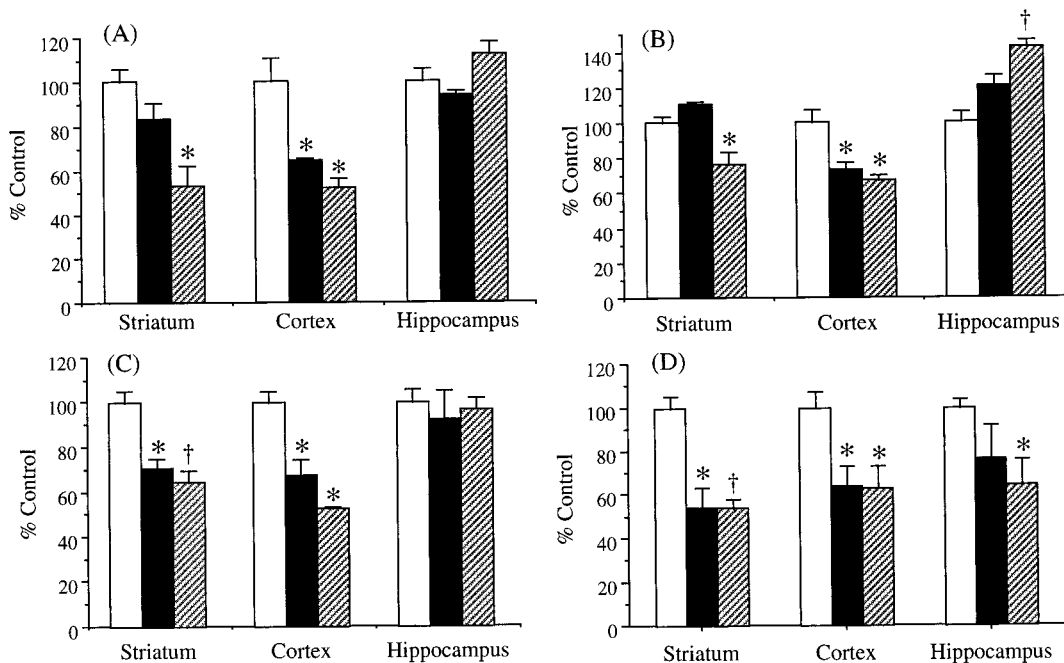 (A)
% Control
120
100
80
60
40
20
0
* * *
Striatum Cortex Hippocampus
(B)
% Control
140
120
100
80
60
40
20
0
* * * †
Striatum Cortex Hippocampus
(C)
% Control
120
100
80
60
40
20
0
* † * *
Striatum Cortex Hippocampus
(D)
% Control
120
100
80
60
40
20
0
* † * * *
Striatum Cortex Hippocampus